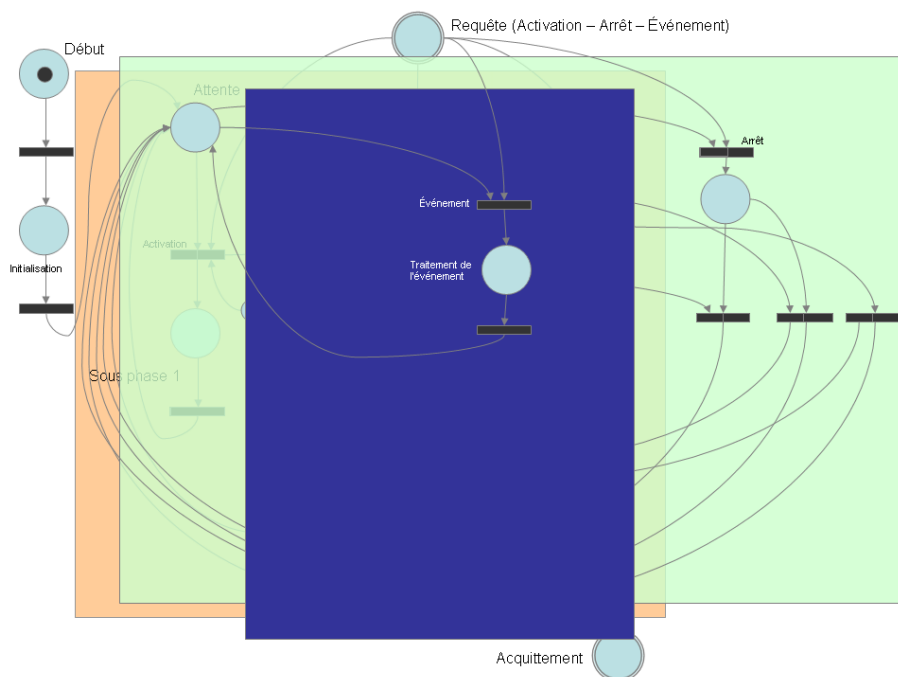 Requête (Activation – Arrêt – Événement)
Début
Attente
Arrêt
Événement
Activation
Initialisation
Traitement de
l'événement
Sous phase 1
Acquittement